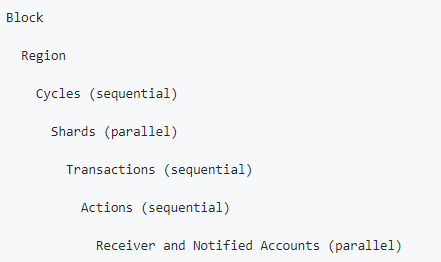 Block
Region
Cycles (sequential)
Shards (parallel)
Transactions (sequential)
Actions (sequential)
Receiver and Notified Accounts (parallel)